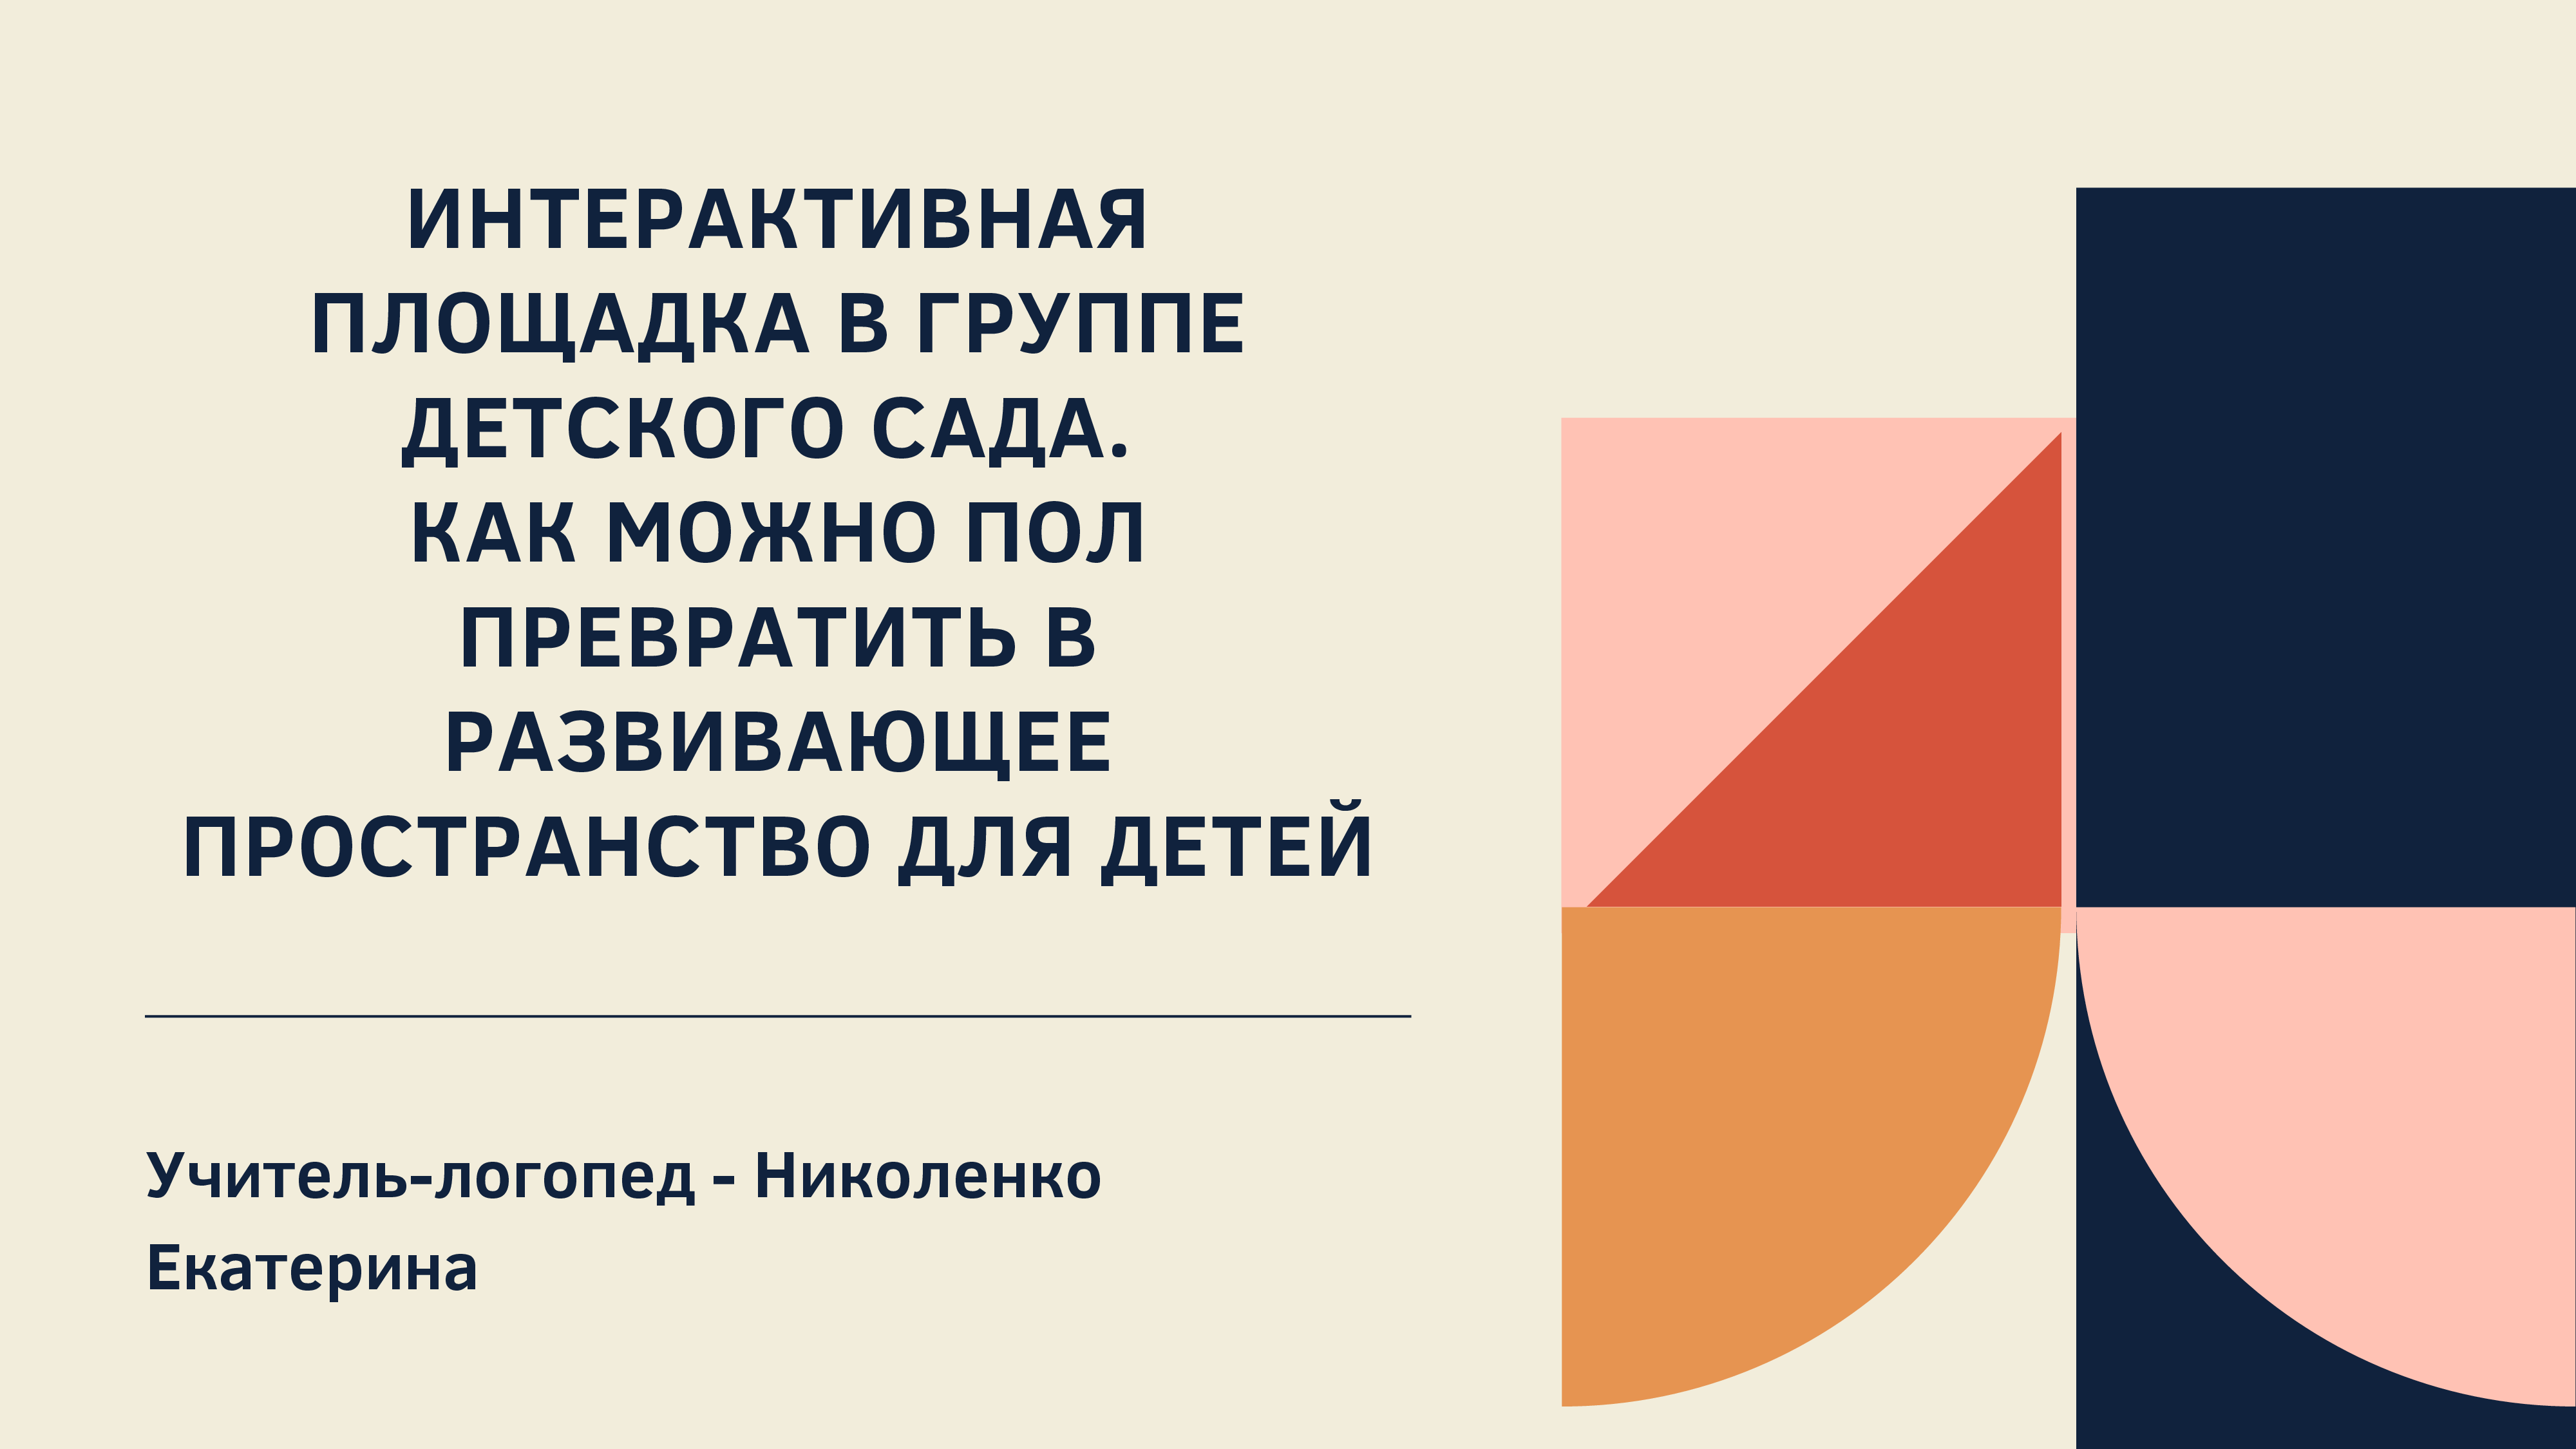 ИНТЕРАКТИВНАЯ
ПЛОЩАДКА В ГРУППЕ
ДЕТСКОГО САДА.
КАК МОЖНО ПОЛ
ПРЕВРАТИТЬ В
РАЗВИВАЮЩЕЕ
ПРОСТРАНСТВО ДЛЯ ДЕТЕЙ
Учитель-логопед - Николенко
Екатерина